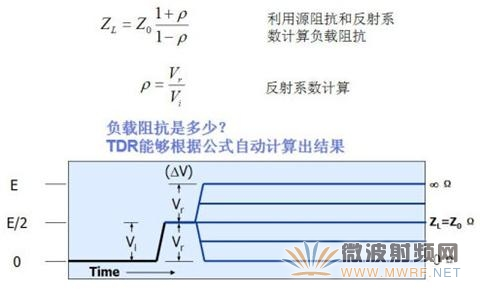 Z_L = Z_0 (1+ρ)/(1−ρ) 利用源阻抗和反射系
数计算负载阻抗
ρ = V_r/V_i 反射系数计算
负载阻抗是多少?
TDR能够根据公式自动计算出结果
(ΔV)
E ∞ Ω
V_r
E/2 Z_L=Z_0 Ω
V_i V_r
0 0 Ω
Time
微波射频网
WWW.MWRF.NET